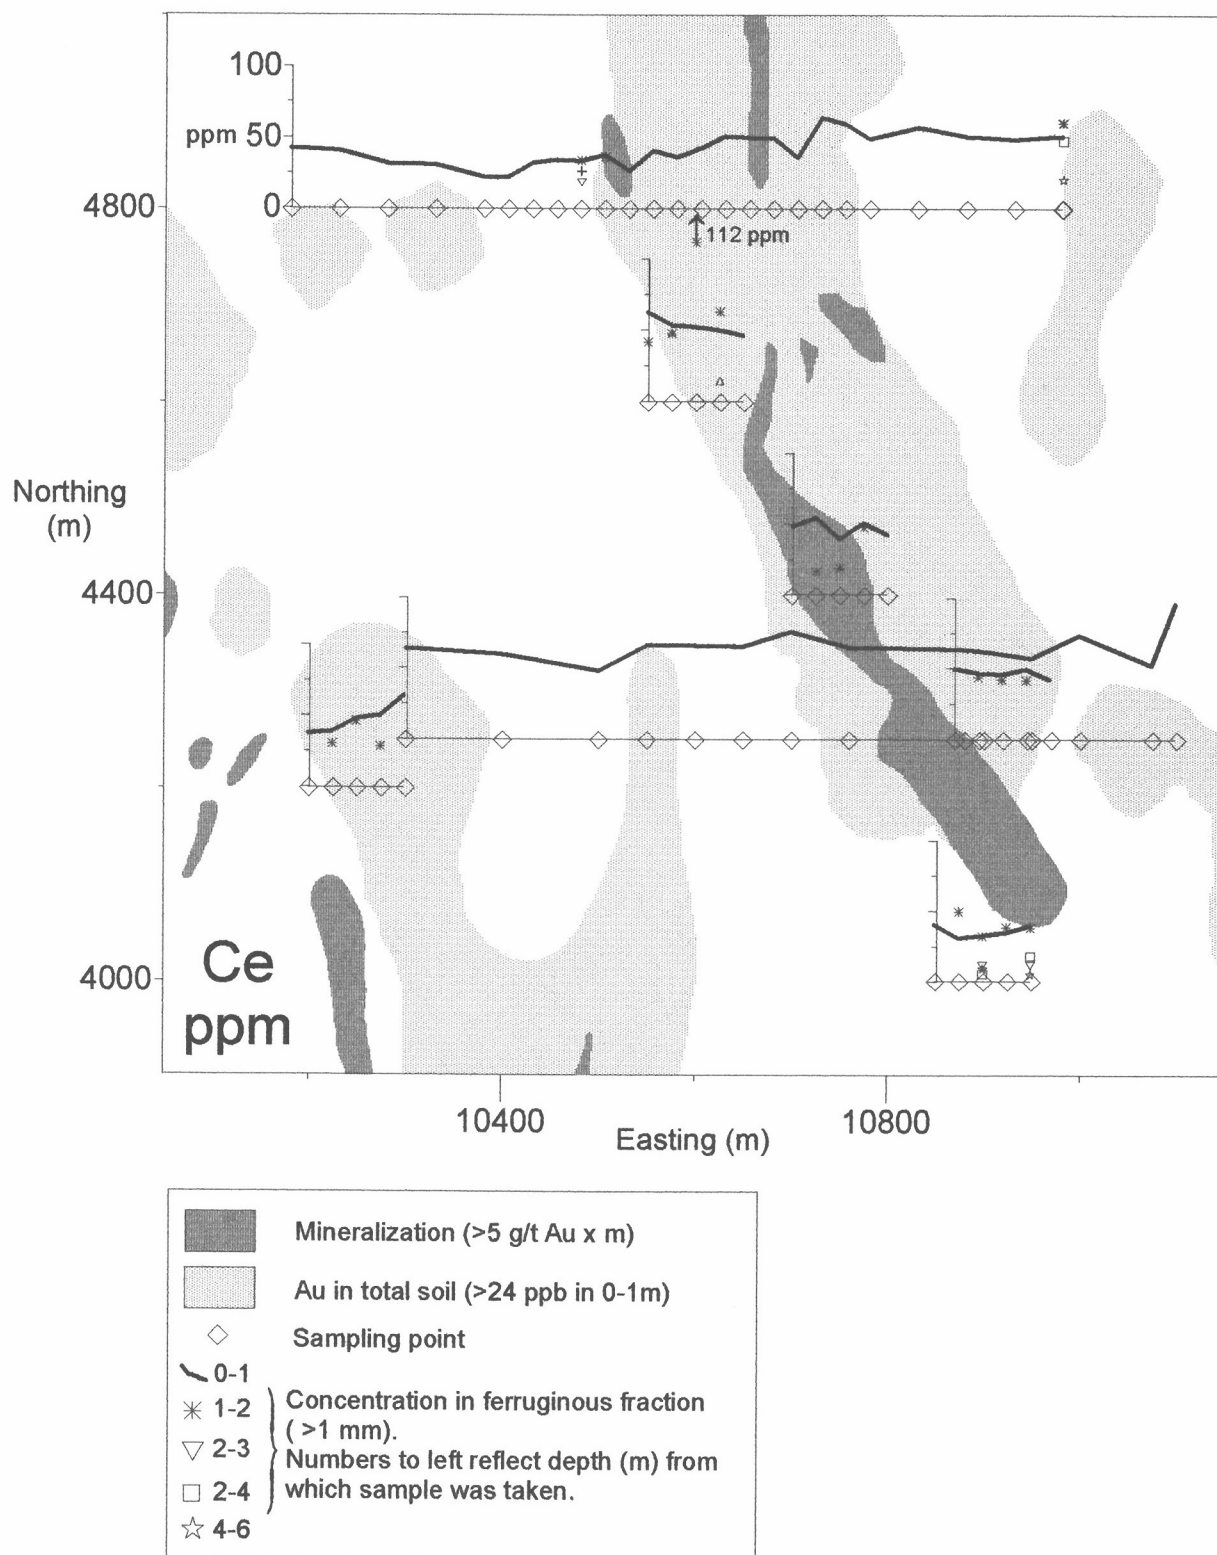 100
ppm 50
0
4800
112 ppm
Northing
(m)
4400
4000
Ce
ppm
10400
10800
Easting (m)
Mineralization (>5 g/t Au x m)
Au in total soil (>24 ppb in 0-1m)
Sampling point
0-1
1-2
2-3
2-4
4-6
Concentration in ferruginous fraction
( >1 mm).
Numbers to left reflect depth (m) from
which sample was taken.